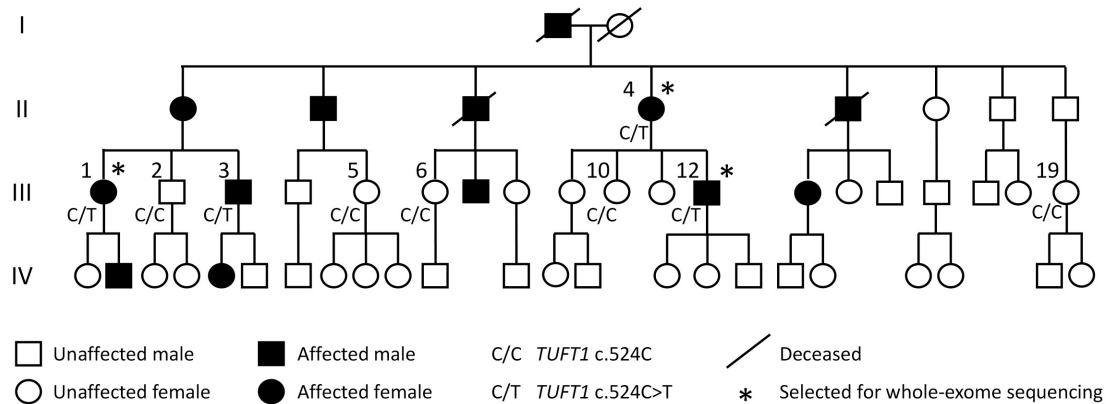 I
II
4 *
C/T
III
1 * 2 3 5 6 10 12 * 19
C/T C/C C/T C/C C/C C/C C/T C/C
IV
Unaffected male Affected male C/C TUFT1 c.524C Deceased
Unaffected female Affected female C/T TUFT1 c.524C>T * Selected for whole-exome sequencing